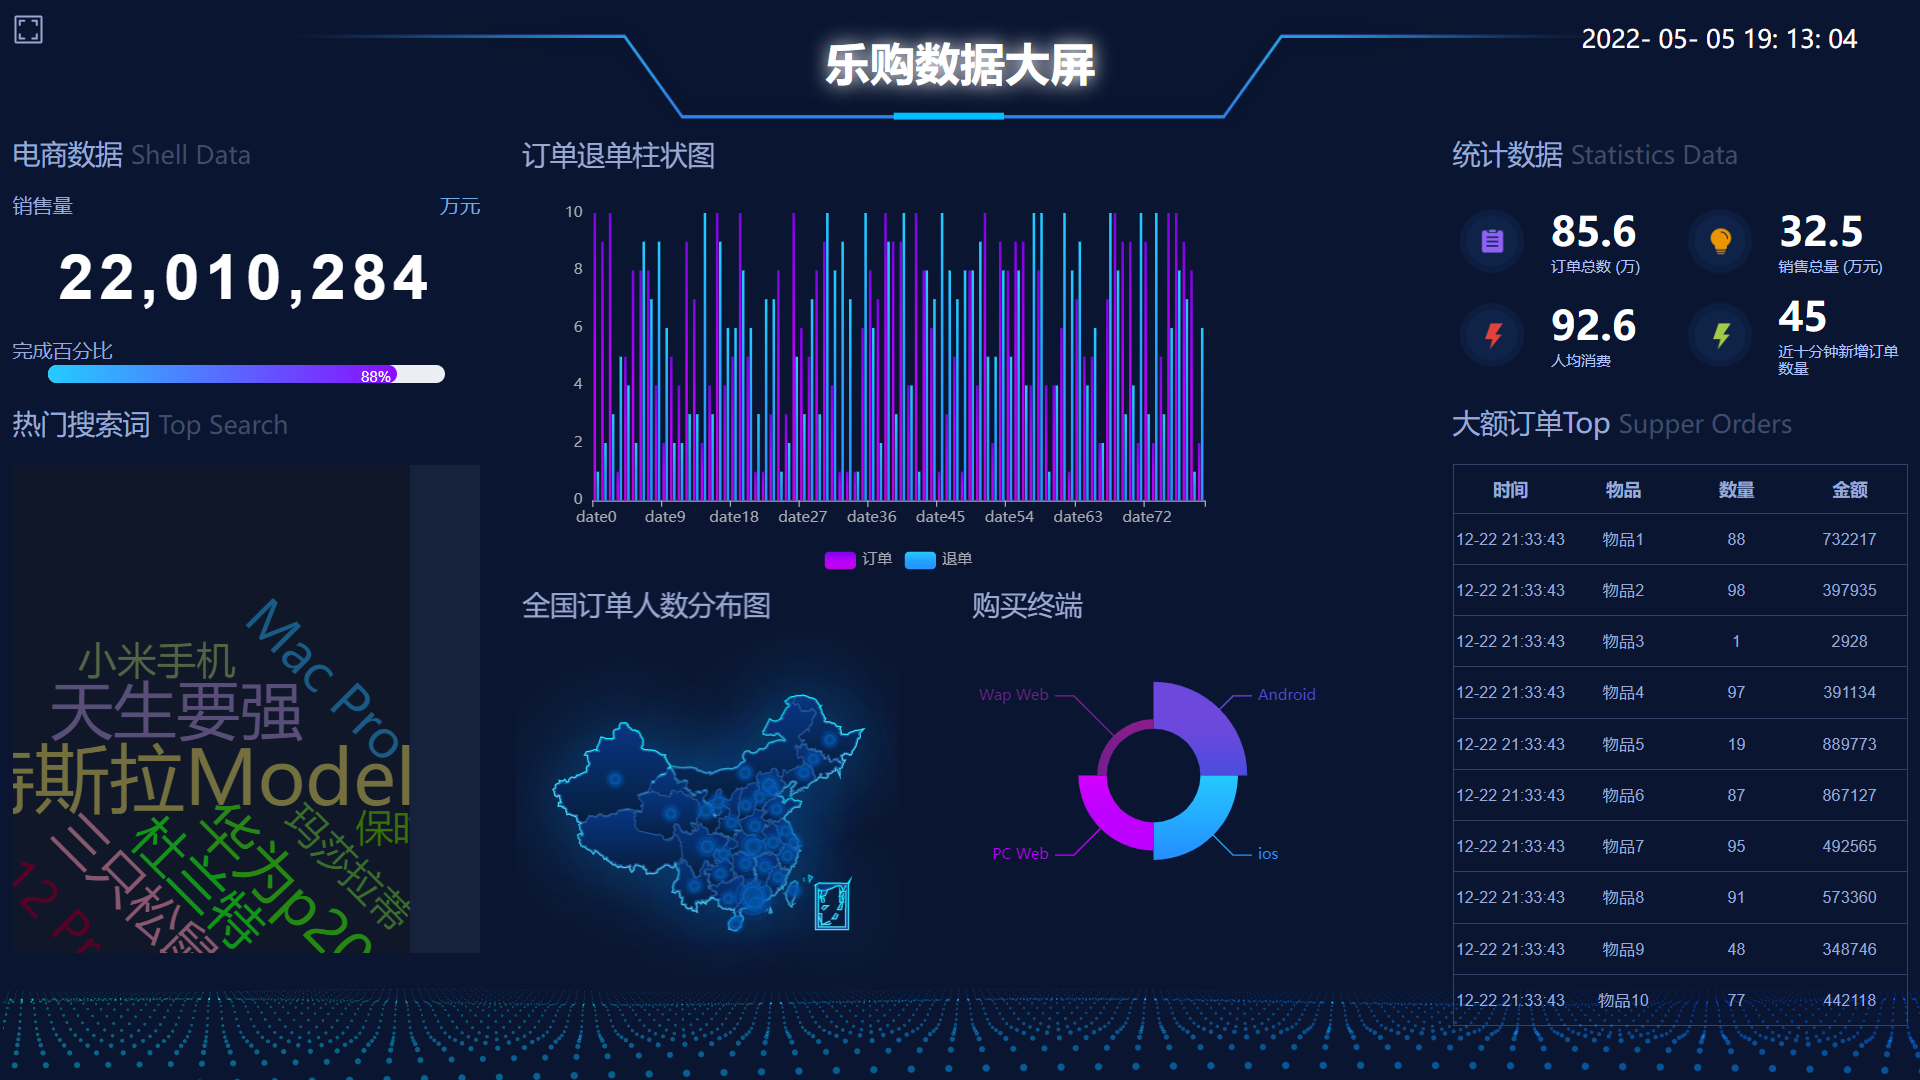 乐购数据大屏
2022- 05- 05 19: 13: 04
电商数据 Shell Data
销售量 万元
22,010,284
完成百分比
88%
热门搜索词 Top Search
Mac Pro
小米手机
天生要强
斯拉Model
华为p20
杜兰特
玛莎拉蒂
三只松鼠
12 Pr
订单退单柱状图
10
8
6
4
2
0
date0 date9 date18 date27 date36 date45 date54 date63 date72
订单 退单
全国订单人数分布图
购买终端
Wap Web
Android
PC Web
ios
统计数据 Statistics Data
85.6
订单总数 (万)
32.5
销售总量 (万元)
92.6
人均消费
45
近十分钟新增订单
数量
大额订单Top Supper Orders
时间 物品 数量 金额
12-22 21:33:43 物品1 88 732217
12-22 21:33:43 物品2 98 397935
12-22 21:33:43 物品3 1 2928
12-22 21:33:43 物品4 97 391134
12-22 21:33:43 物品5 19 889773
12-22 21:33:43 物品6 87 867127
12-22 21:33:43 物品7 95 492565
12-22 21:33:43 物品8 91 573360
12-22 21:33:43 物品9 48 348746
12-22 21:33:43 物品10 77 442118